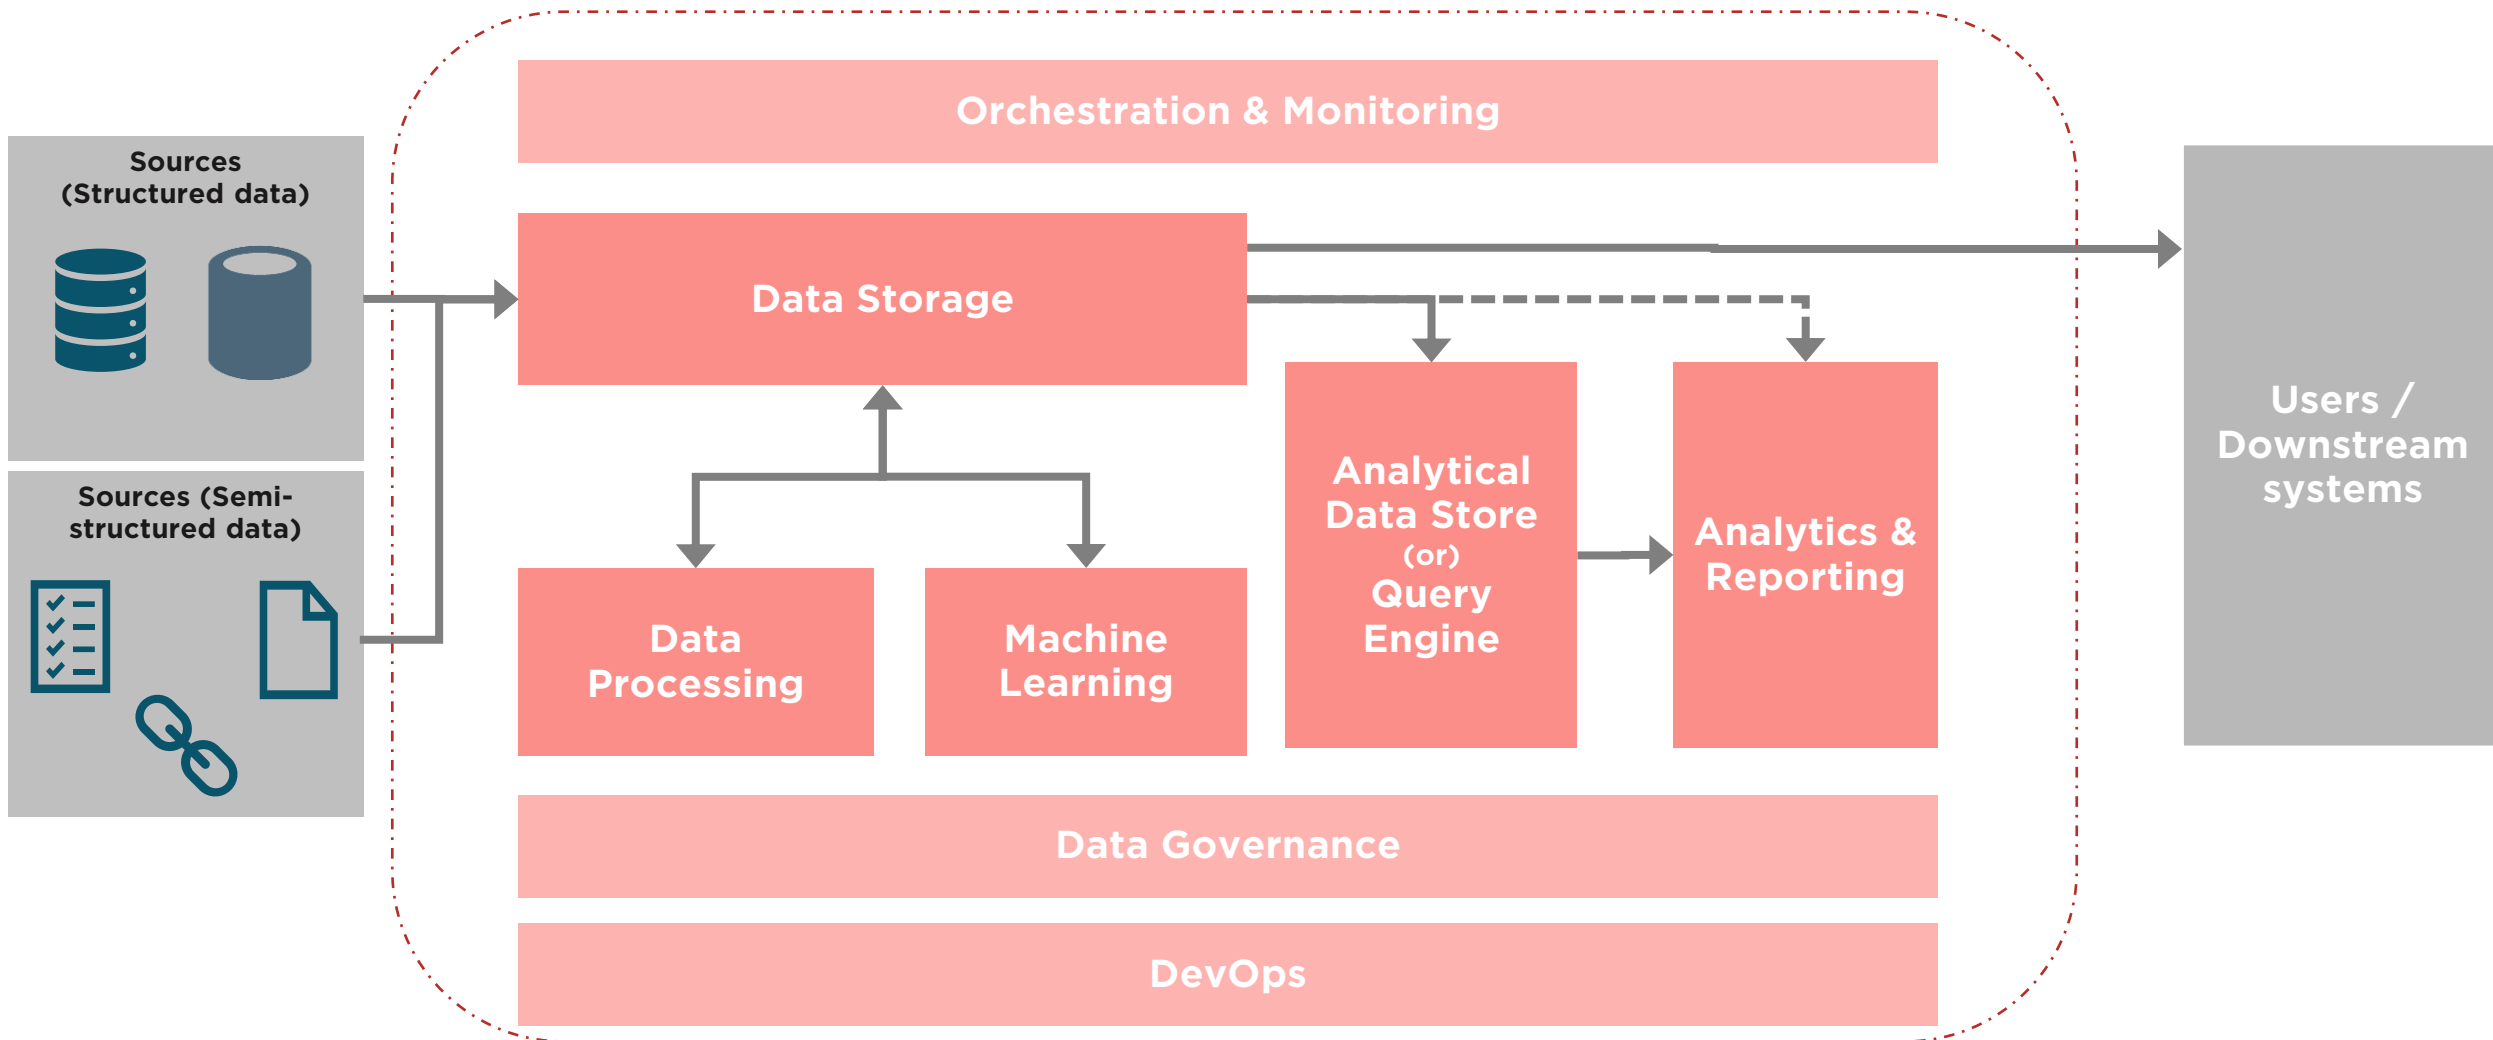 Orchestration & Monitoring
Sources
(Structured data)
Data Storage
Users /
Downstream
systems
Analytical
Data Store
(or)
Query
Engine
Analytics &
Reporting
Sources (Semi-
structured data)
Data
Processing
Machine
Learning
Data Governance
DevOps